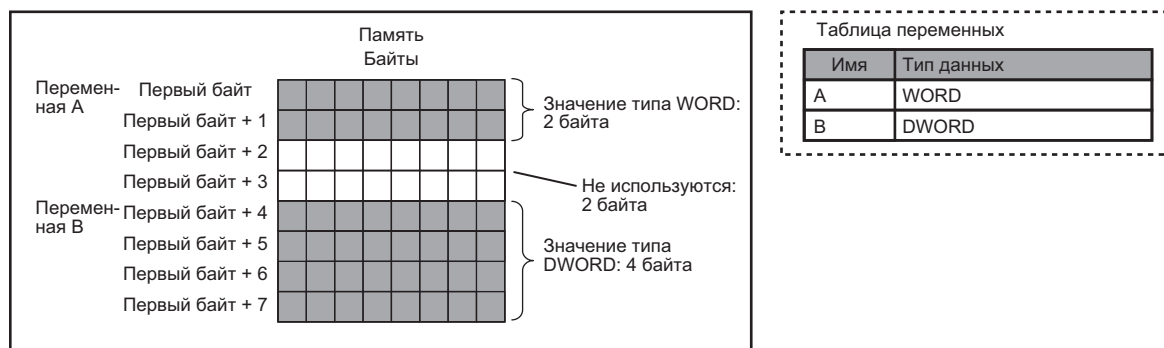 Память
Байты
Перемен-
ная A
Первый байт
Первый байт + 1
Первый байт + 2
Первый байт + 3
Перемен-
ная B
Первый байт + 4
Первый байт + 5
Первый байт + 6
Первый байт + 7
Значение типа WORD:
2 байта
Не используются:
2 байта
Значение типа
DWORD: 4 байта
Таблица переменных
Имя Тип данных
A WORD
B DWORD